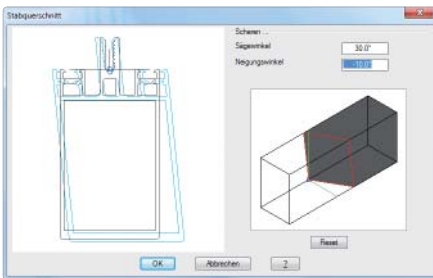 Stabquerschnitt
Scheren ...
Sägewinkel 30.0°
Neigungswinkel -10.0°
Reset
OK Abbrechen ?